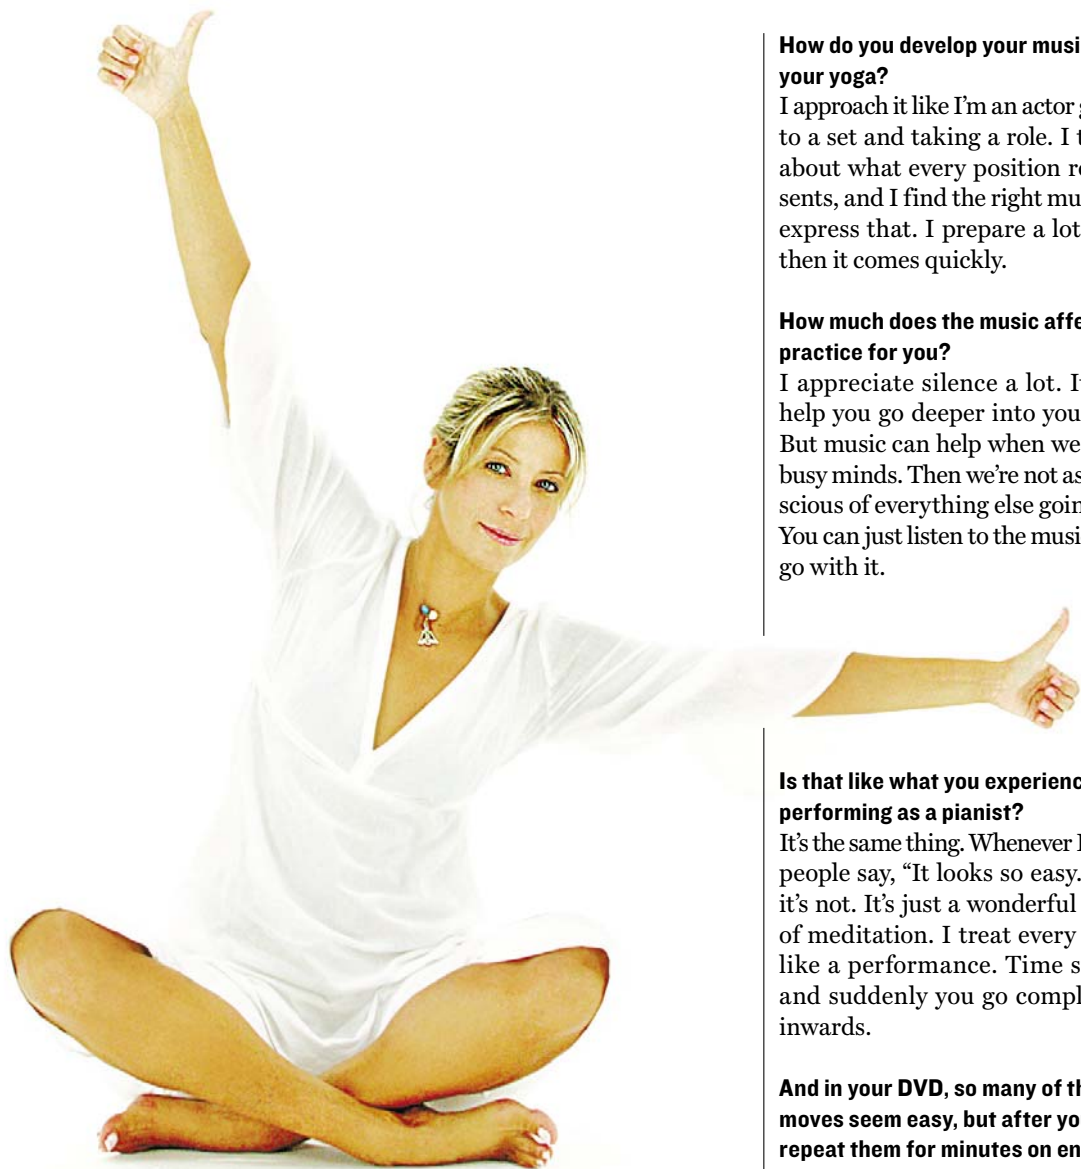 How do you develop your musi
your yoga?
I approach it like I'm an actor g
to a set and taking a role. I t
about what every position re
sents, and I find the right mu
express that. I prepare a lot
then it comes quickly.
How much does the music affe
practice for you?
I appreciate silence a lot. It
help you go deeper into you
But music can help when we
busy minds. Then we're not as
scious of everything else goin
You can just listen to the musi
go with it.
Is that like what you experienc
performing as a pianist?
It's the same thing. Whenever I
people say, "It looks so easy.
it's not. It's just a wonderful
of meditation. I treat every
like a performance. Time s
and suddenly you go compl
inwards.
And in your DVD, so many of th
moves seem easy, but after yo
repeat them for minutes on en